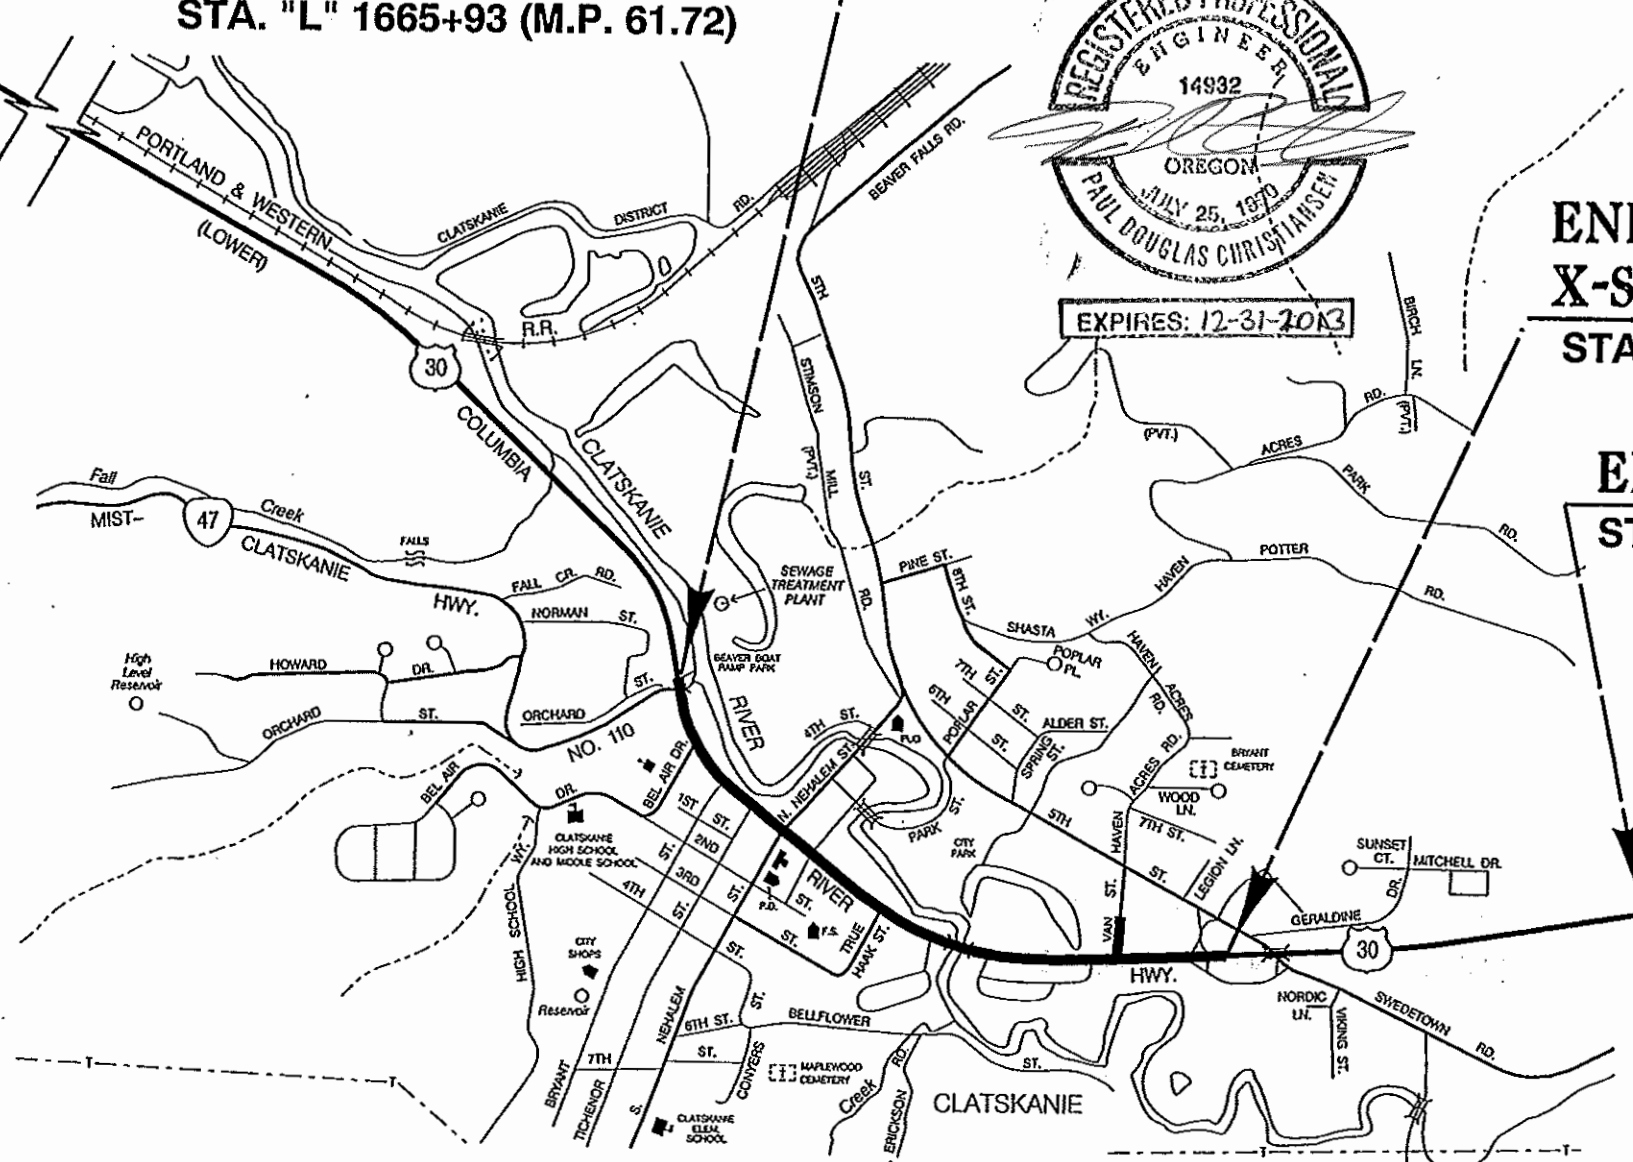 STA. "L" 1665+93 (M.P. 61.72)
REGISTERED PROFESSIONAL
ENGINEER
14932
OREGON
JULY 25, 1970
PAUL DOUGLAS CHRISTIANSEN
EXPIRES: 12-31-2013
EN
X-S
STA
E
ST
PORTLAND & WESTERN
(LOWER)
CLATSKANIE
DISTRICT
RD.
BEAVER FALLS RD.
R.R.
30
COLUMBIA
CLATSKANIE
5TH
STIMSON
(PVT.)
MILL
ST.
RD.
BIRCH
LN.
(PVT.)
RD.
ACRES
(PVT.)
PARK
RD.
Fall
Creek
MIST-
47
CLATSKANIE
HWY.
FALLS
FALL CR. RD.
NORMAN ST.
SEWAGE
TREATMENT
PLANT
BEAVER BOAT
RAMP PARK
PINE ST.
8TH ST.
SHASTA WY.
HAVEN
POTTER
RD.
High
Level
Reservoir
HOWARD DR.
ORCHARD ST.
ORCHARD
ST.
NO. 110
RIVER
POPLAR
PL.
7TH
ST.
6TH
ST.
POPLAR
ST.
ALDER ST.
SPRING
ST.
HAVEN
ACRES
RD.
ACRES
RD.
BRYANT
CEMETERY
WOOD
LN.
7TH ST.
4TH ST.
P.O.
N. NEHALEM ST.
PARK ST.
CITY
PARK
5TH
ST.
HAVEN
VAN ST.
LEGION LN.
SUNSET
CT.
MITCHELL DR.
DR.
GERALDINE
30
BEL AIR
DR.
BEL AIR DR.
CLATSKANIE
HIGH SCHOOL
AND MIDDLE SCHOOL
1ST
ST.
2ND
3RD
4TH
ST.
ST.
ST.
P.D.
ST.
RIVER
F.S.
ST.
ST.
TRUE
HAAK ST.
HIGH SCHOOL WY.
CITY
SHOPS
Reservoir
HWY.
NORDIC
LN.
VIKING ST.
SWEDETOWN
RD.
NEHALEM
6TH ST.
ST.
BELLFLOWER
ST.
7TH
ST.
CONYERS
MAPLEWOOD
CEMETERY
BRYANT
TICHENOR
S.
CLATSKANIE
ELEM.
SCHOOL
Creek
RD.
ERICKSON
CLATSKANIE
T
T
T
T